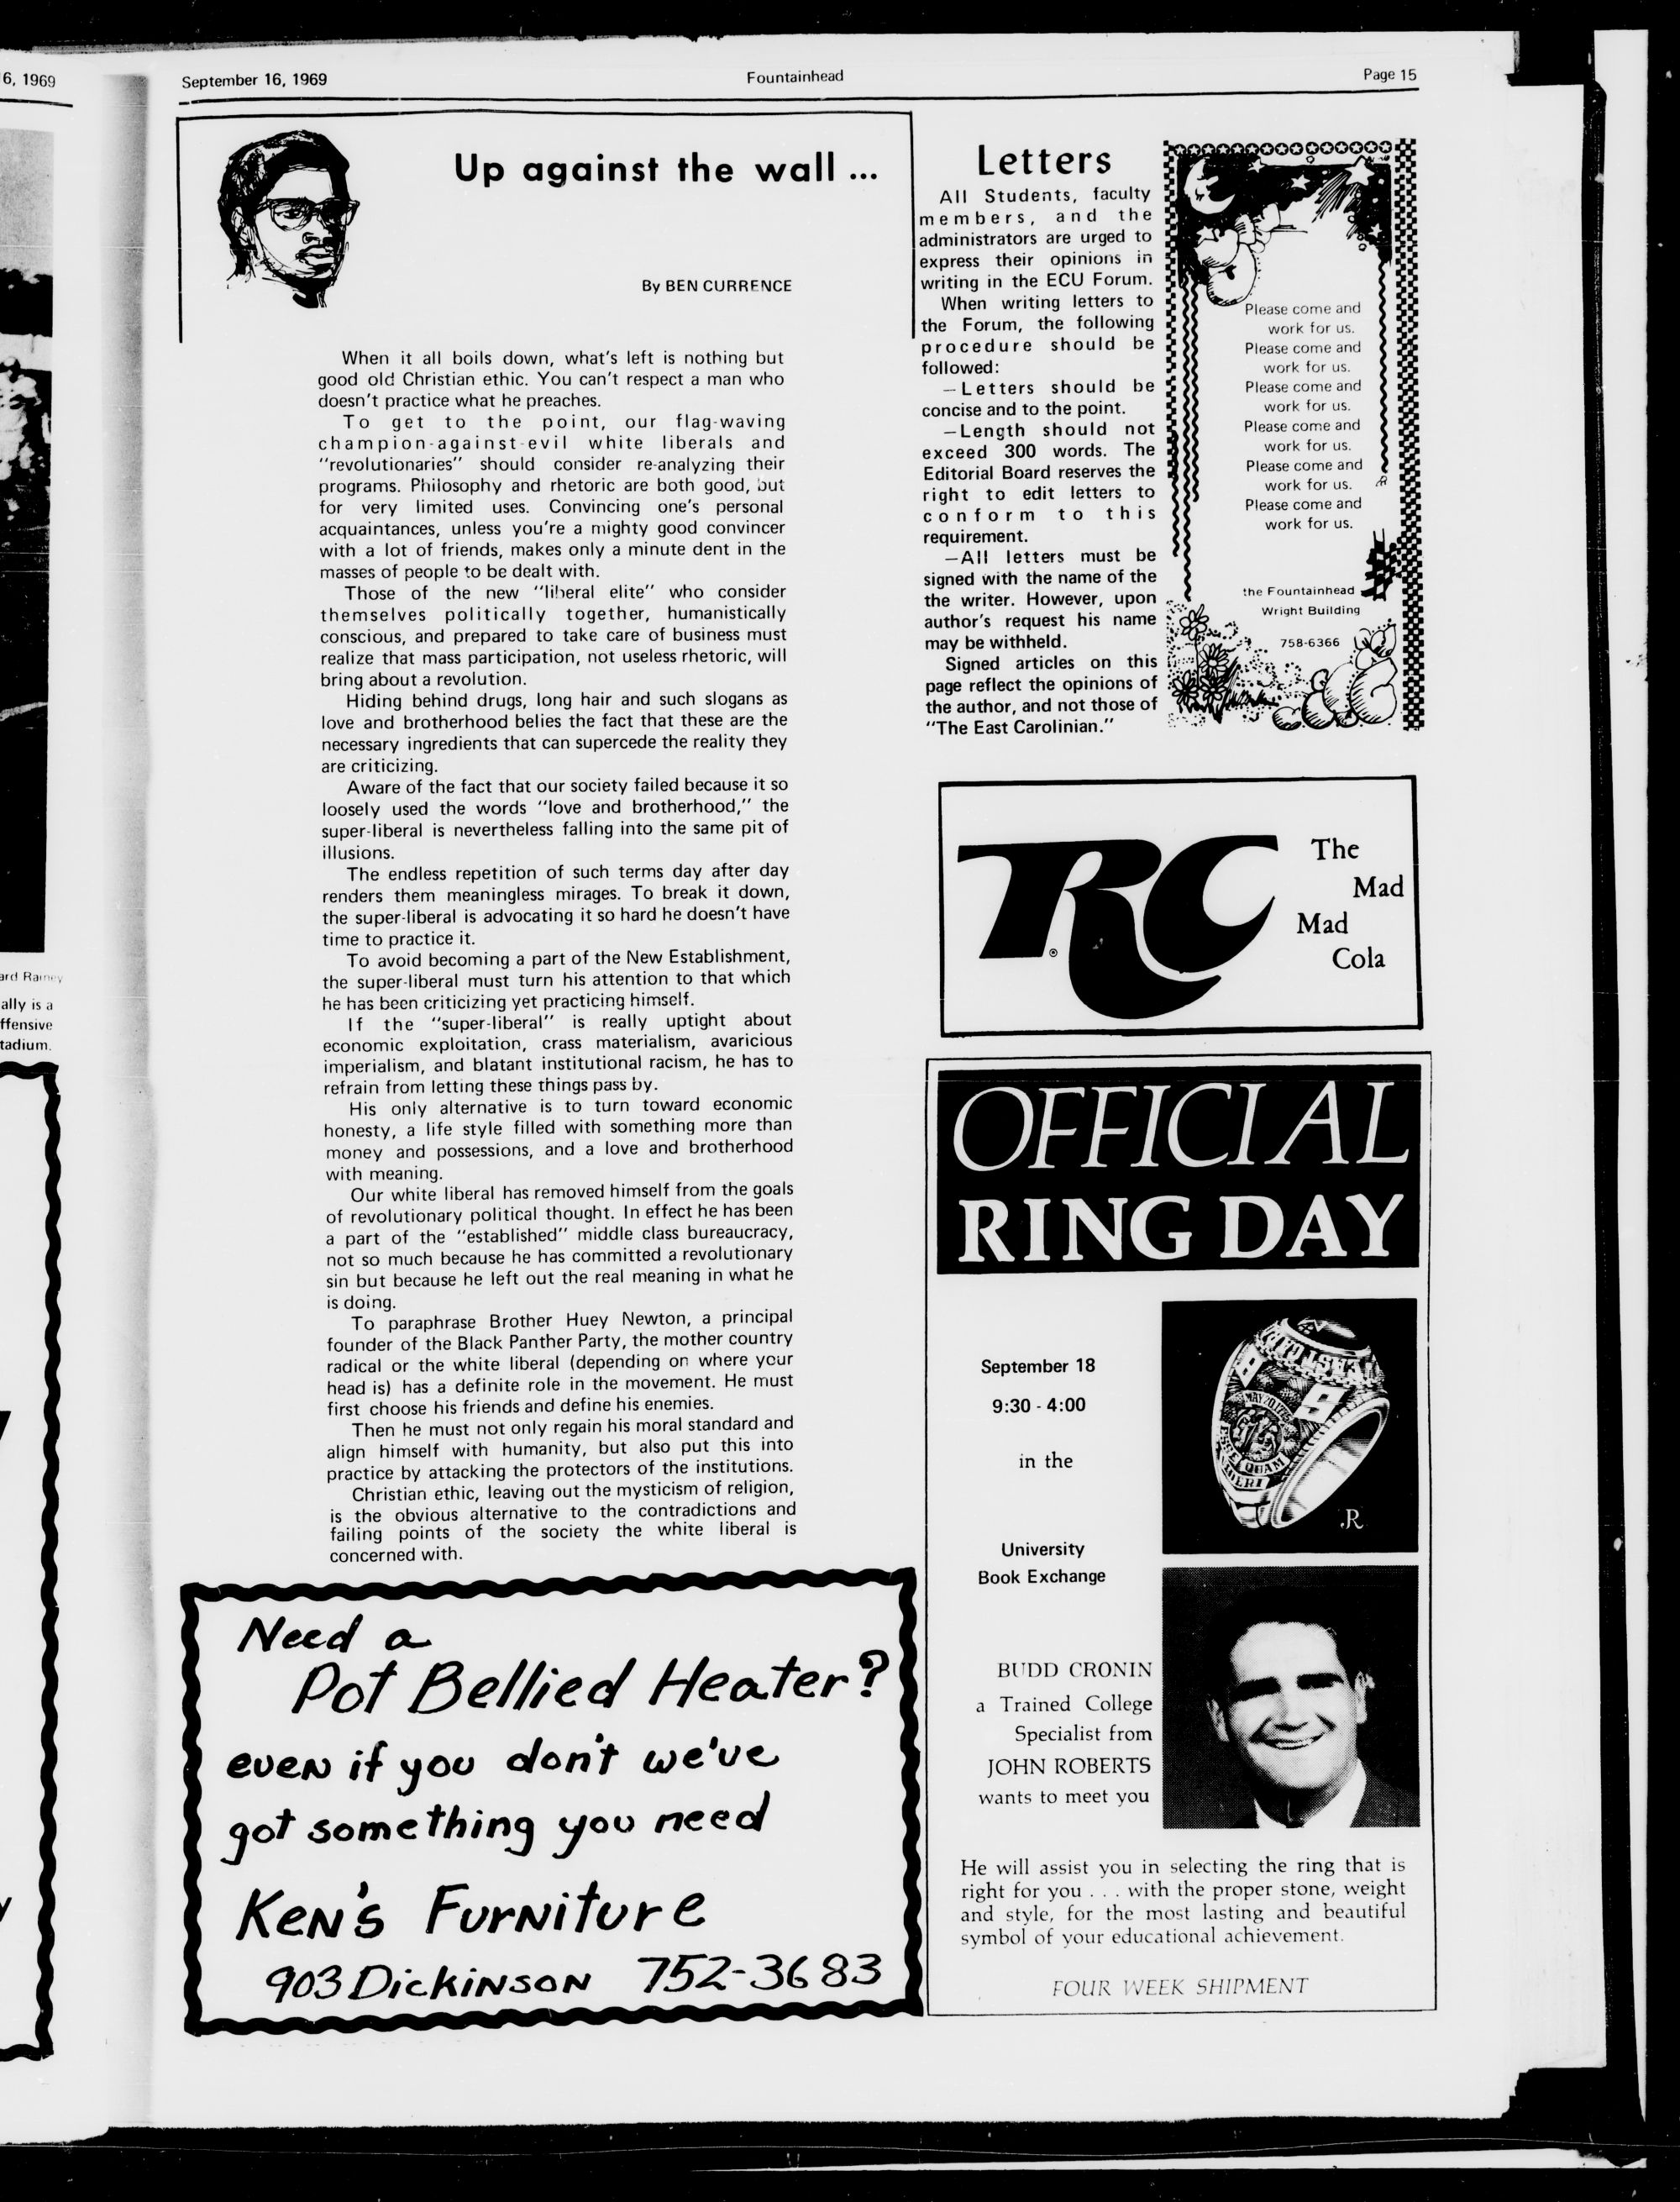 6, 1969
September 16, 1969
Fountainhead
Page 15
ally is a
ffensive
tadium.
Up against the wall ...
By BEN CURRENCE
When it all boils down, what's left is nothing but
good old Christian ethic. You can't respect a man who
doesn't practice what he preaches.
To get to the point, our flag-waving
champion-against-evil white liberals and
"revolutionaries" should consider re-analyzing their
programs. Philosophy and rhetoric are both good, but
for very limited uses. Convincing one's personal
acquaintances, unless you're a mighty good convincer
with a lot of friends, makes only a minute dent in the
masses of people to be dealt with.
Those of the new "liberal elite" who consider
themselves politically together, humanistically
conscious, and prepared to take care of business must
realize that mass participation, not useless rhetoric, will
bring about a revolution.
Hiding behind drugs, long hair and such slogans as
love and brotherhood belies the fact that these are the
necessary ingredients that can supercede the reality they
are criticizing.
Aware of the fact that our society failed because it so
loosely used the words "love and brotherhood," the
super-liberal is nevertheless falling into the same pit of
illusions.
The endless repetition of such terms day after day
renders them meaningless mirages. To break it down,
the super-liberal is advocating it so hard he doesn't have
time to practice it.
To avoid becoming a part of the New Establishment,
the super-liberal must turn his attention to that which
he has been criticizing yet practicing himself.
If the "super-liberal" is really uptight about
economic exploitation, crass materialism, avaricious
imperialism, and blatant institutional racism, he has to
refrain from letting these things pass by.
His only alternative is to turn toward economic
honesty, a life style filled with something more than
money and possessions, and a love and brotherhood
with meaning.
Our white liberal has removed himself from the goals
of revolutionary political thought. In effect he has been
a part of the "established" middle class bureaucracy,
not so much because he has committed a revolutionary
sin but because he left out the real meaning in what he
is doing.
To paraphrase Brother Huey Newton, a principal
founder of the Black Panther Party, the mother country
radical or the white liberal (depending on where your
head is) has a definite role in the movement. He must
first choose his friends and define his enemies.
Then he must not only regain his moral standard and
align himself with humanity, but also put this into
practice by attacking the protectors of the institutions.
Christian ethic, leaving out the mysticism of religion,
is the obvious alternative to the contradictions and
failing points of the society the white liberal is
concerned with.
Need a
Pot Bellied Heater?
even if you don't we've
got something you need
Ken's Furniture
903 Dickinson 752-3683
Letters
All Students, faculty
members, and the
administrators are urged to
express their opinions in
writing in the ECU Forum.
When writing letters to
the Forum, the following
procedure should be
followed:
—Letters should be
concise and to the point.
—Length should not
exceed 300 words. The
Editorial Board reserves the
right to edit letters to
conform to this
requirement.
—All letters must be
signed with the name of the
the writer. However, upon
author's request his name
may be withheld.
Signed articles on this
page reflect the opinions of
the author, and not those of
"The East Carolinian."
Please come and
work for us.
Please come and
work for us.
Please come and
work for us.
Please come and
work for us.
Please come and
work for us.
Please come and
work for us.
the Fountainhead
Wright Building
758-6366
RC
®
The
Mad
Mad
Cola
OFFICIAL
RING DAY
September 18
9:30 - 4:00
in the
University
Book Exchange
ESSE QUAM
JR
BUDD CRONIN
a Trained College
Specialist from
JOHN ROBERTS
wants to meet you
He will assist you in selecting the ring that is
right for you . . . with the proper stone, weight
and style, for the most lasting and beautiful
symbol of your educational achievement.
FOUR WEEK SHIPMENT